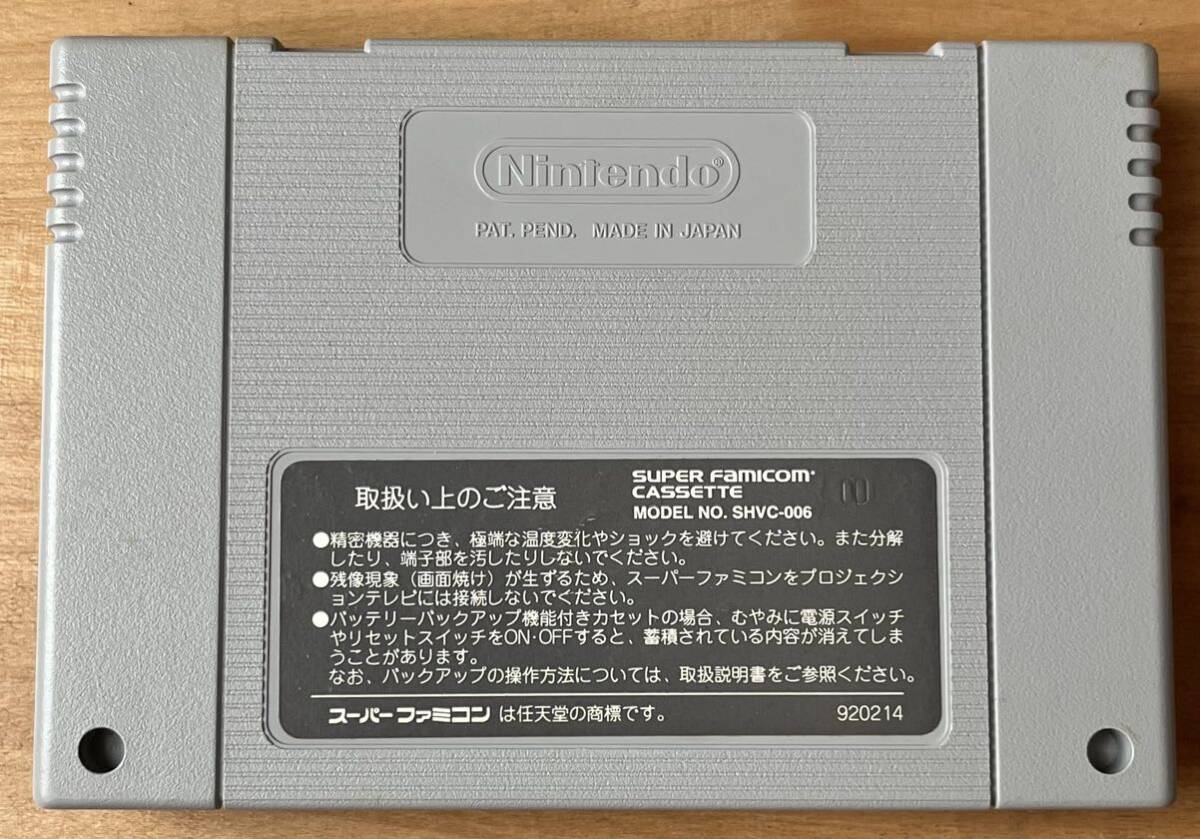 Nintendo®
PAT. PEND. MADE IN JAPAN
取扱い上のご注意
SUPER FAMICOM
CASSETTE
MODEL NO. SHVC-006
●精密機器につき、極端な温度変化やショックを避けてください。また分解
したり、端子部を汚したりしないでください。
●残像現象（画面焼け）が生ずるため、スーパーファミコンをプロジェクシ
ョンテレビには接続しないでください。
●バッテリーバックアップ機能付きカセットの場合、むやみに電源スイッチ
やリセットスイッチをON・OFFすると、蓄積されている内容が消えてしま
うことがあります。
なお、バックアップの操作方法については、取扱説明書をご参照ください。
スーパーファミコンは任天堂の商標です。
920214